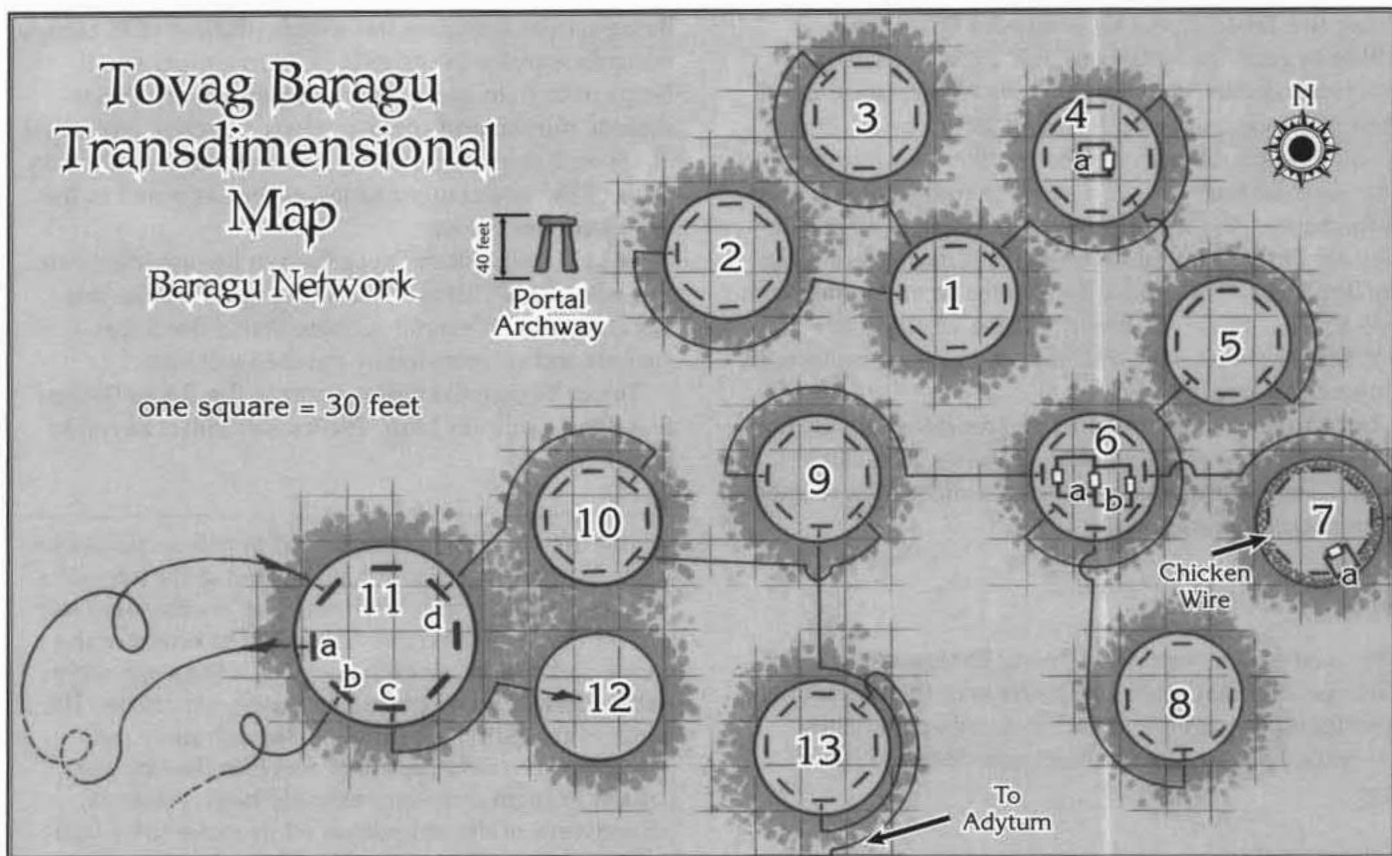 Tovag Baragu
Transdimensional
Map
Baragu Network
40 feet
Portal
Archway
one square = 30 feet
N
3
4
a
2
1
5
6
a
b
9
7
a
Chicken
Wire
10
11
d
a
b
c
12
8
13
To
Adytum